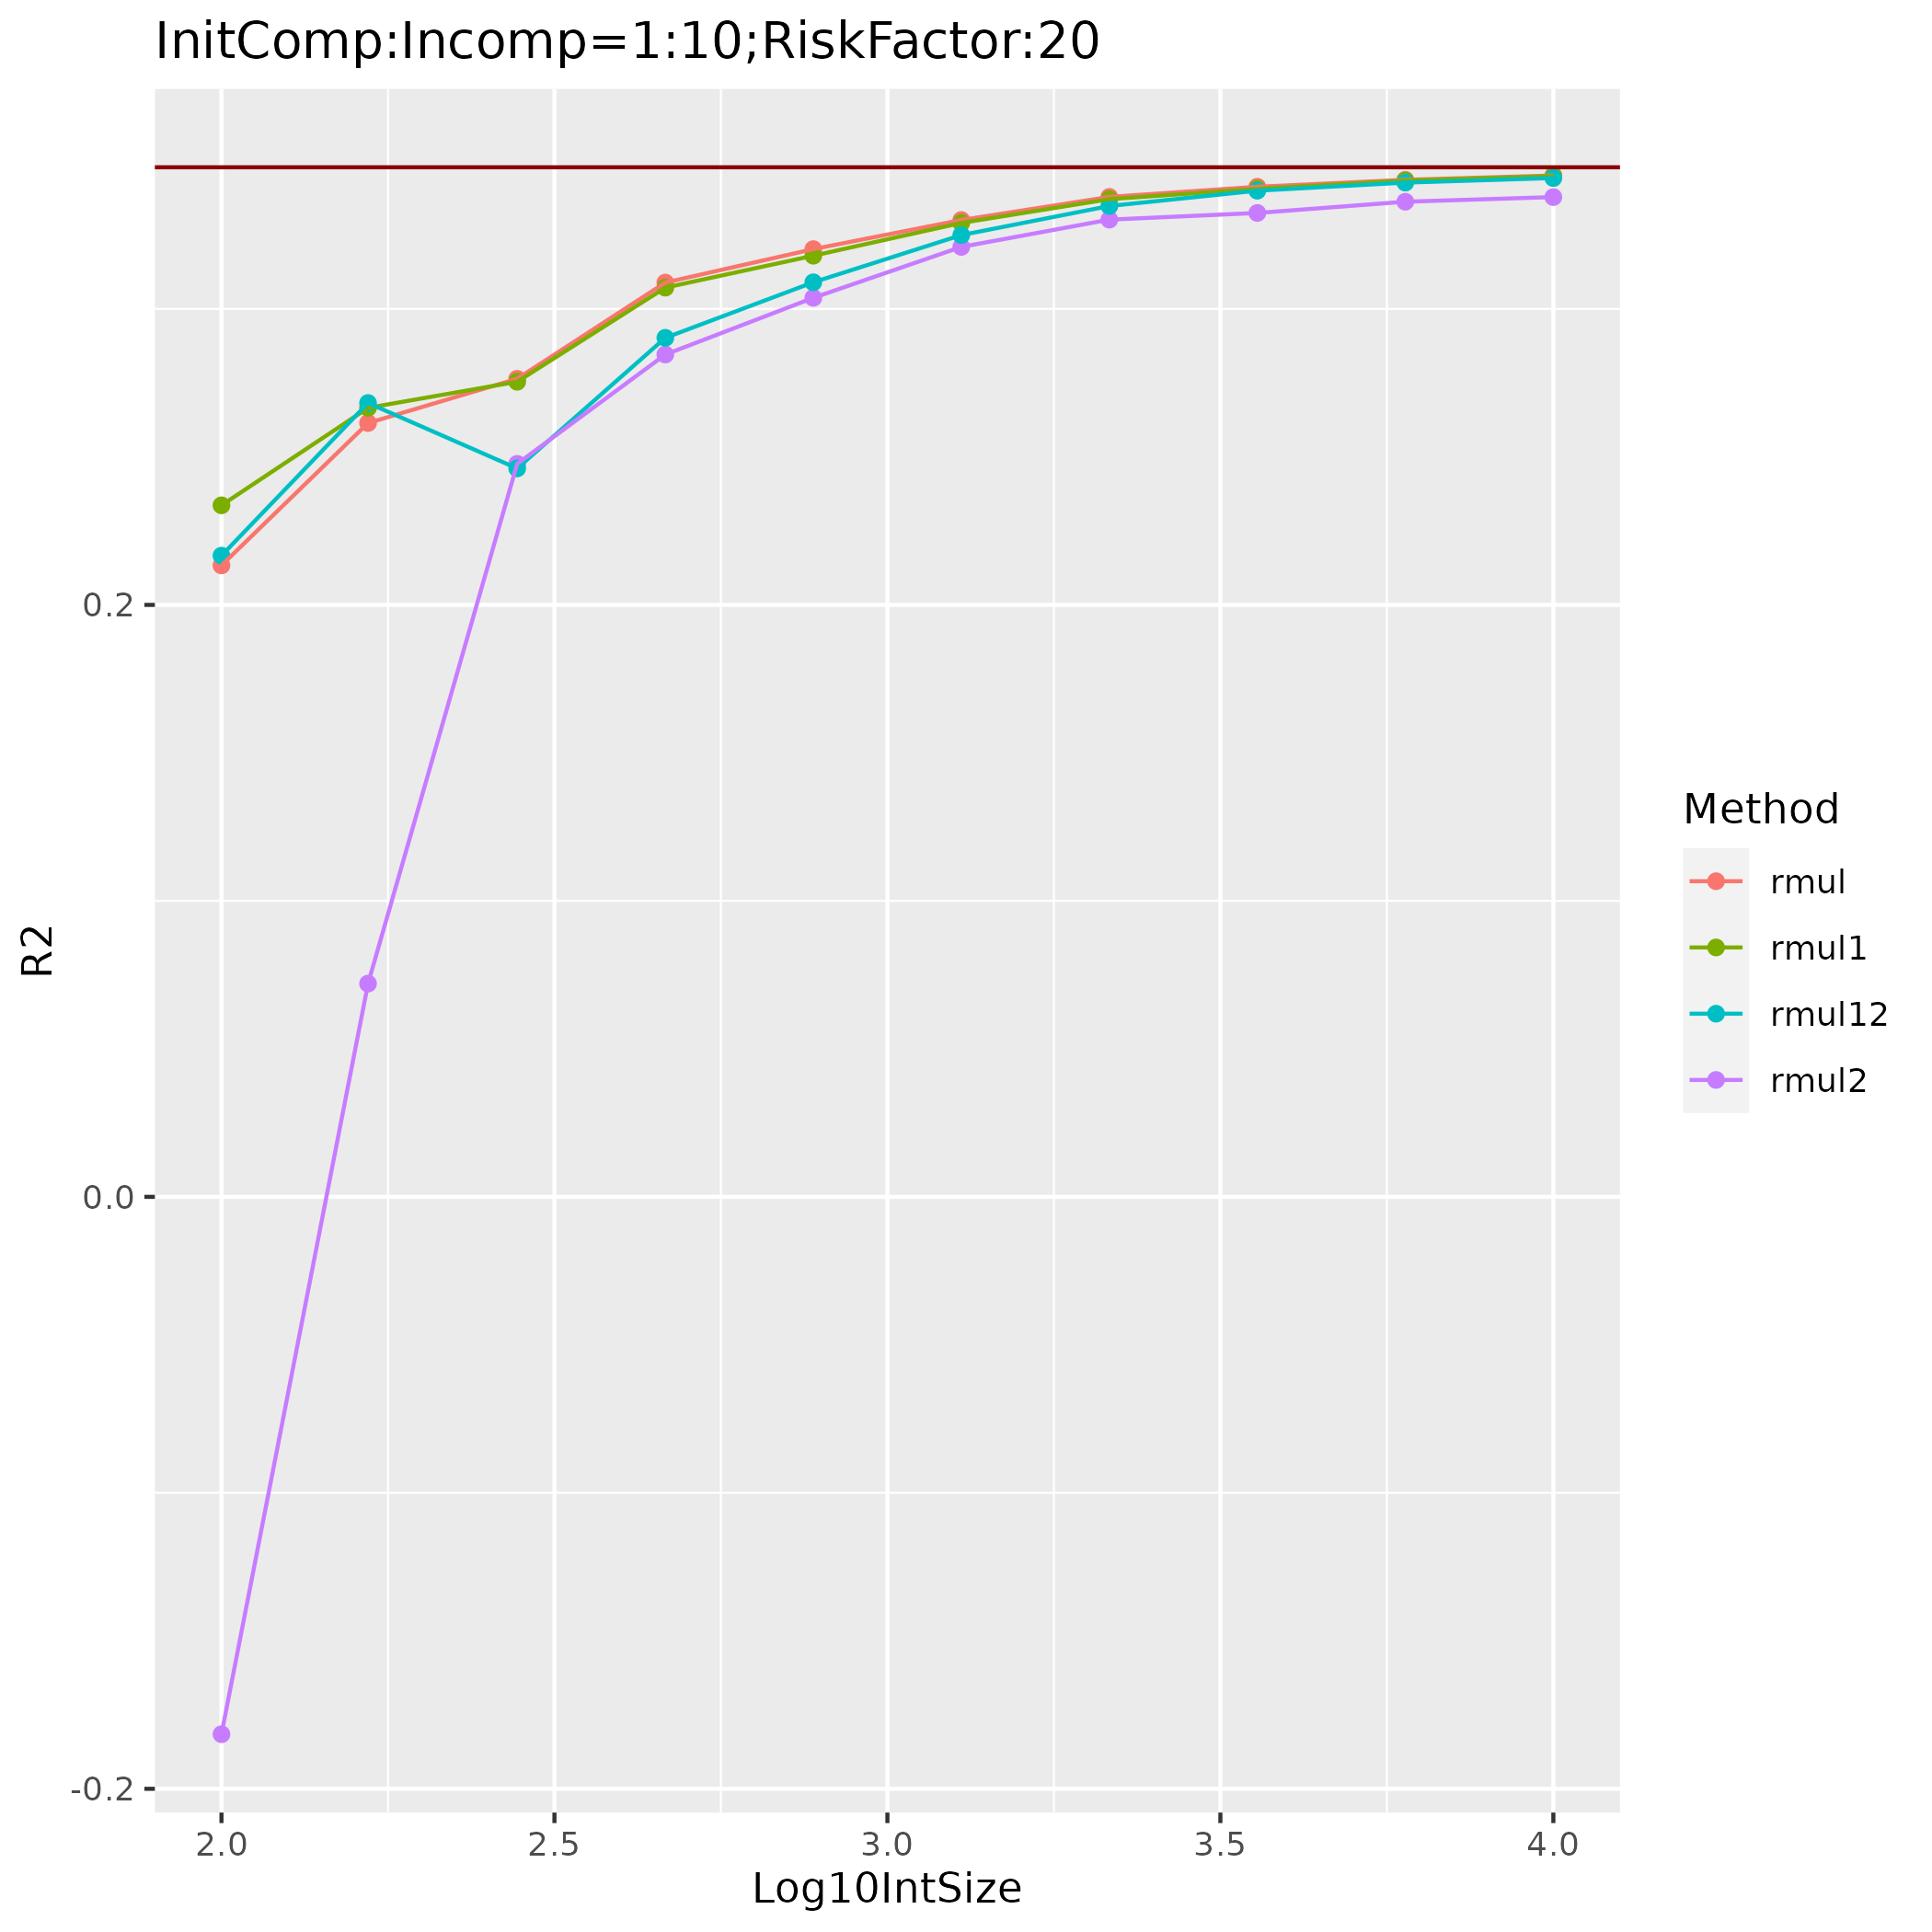 InitComp:Incomp=1:10;RiskFactor:20
R2
0.2
0.0
-0.2
2.0
2.5
3.0
3.5
4.0
Log10IntSize
Method
rmul
rmul1
rmul12
rmul2